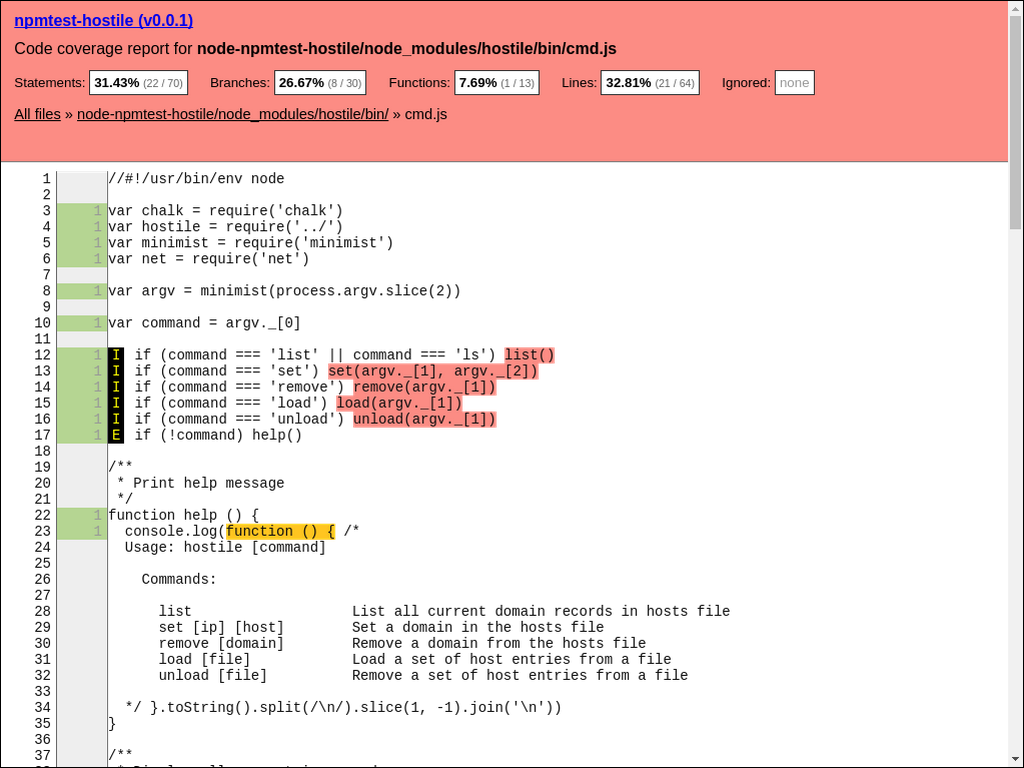 npmtest-hostile (v0.0.1)
Code coverage report for node-npmtest-hostile/node_modules/hostile/bin/cmd.js
Statements: 31.43% (22 / 70) Branches: 26.67% (8 / 30) Functions: 7.69% (1 / 13) Lines: 32.81% (21 / 64) Ignored: none
All files » node-npmtest-hostile/node_modules/hostile/bin/ » cmd.js
1 //#!/usr/bin/env node
2
3 1 var chalk = require('chalk')
4 1 var hostile = require('../')
5 1 var minimist = require('minimist')
6 1 var net = require('net')
7
8 1 var argv = minimist(process.argv.slice(2))
9
10 1 var command = argv._[0]
11
12 1 I if (command === 'list' || command === 'ls') list()
13 1 I if (command === 'set') set(argv._[1], argv._[2])
14 1 I if (command === 'remove') remove(argv._[1])
15 1 I if (command === 'load') load(argv._[1])
16 1 I if (command === 'unload') unload(argv._[1])
17 1 E if (!command) help()
18
19 /**
20 * Print help message
21 */
22 1 function help () {
23 1 console.log(function () { /*
24 Usage: hostile [command]
25
26 Commands:
27
28 list List all current domain records in hosts file
29 set [ip] [host] Set a domain in the hosts file
30 remove [domain] Remove a domain from the hosts file
31 load [file] Load a set of host entries from a file
32 unload [file] Remove a set of host entries from a file
33
34 */ }.toString().split(/\n/).slice(1, -1).join('\n'))
35 }
36
37 /**